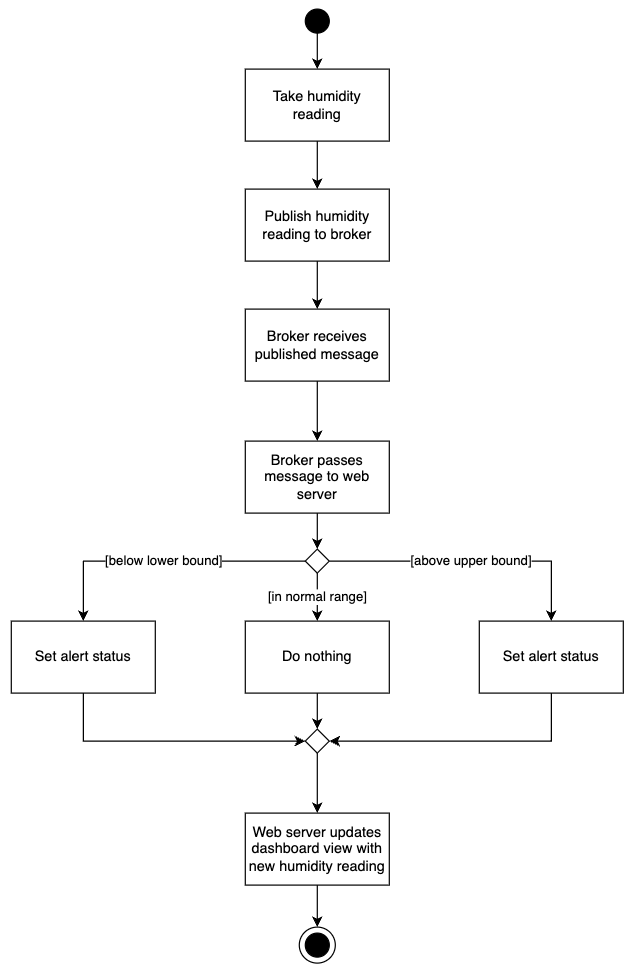 Take humidity
reading
Publish humidity
reading to broker
Broker receives
published message
Broker passes
message to web
server
[below lower bound]
[above upper bound]
[in normal range]
Set alert status
Do nothing
Set alert status
Web server updates
dashboard view with
new humidity reading